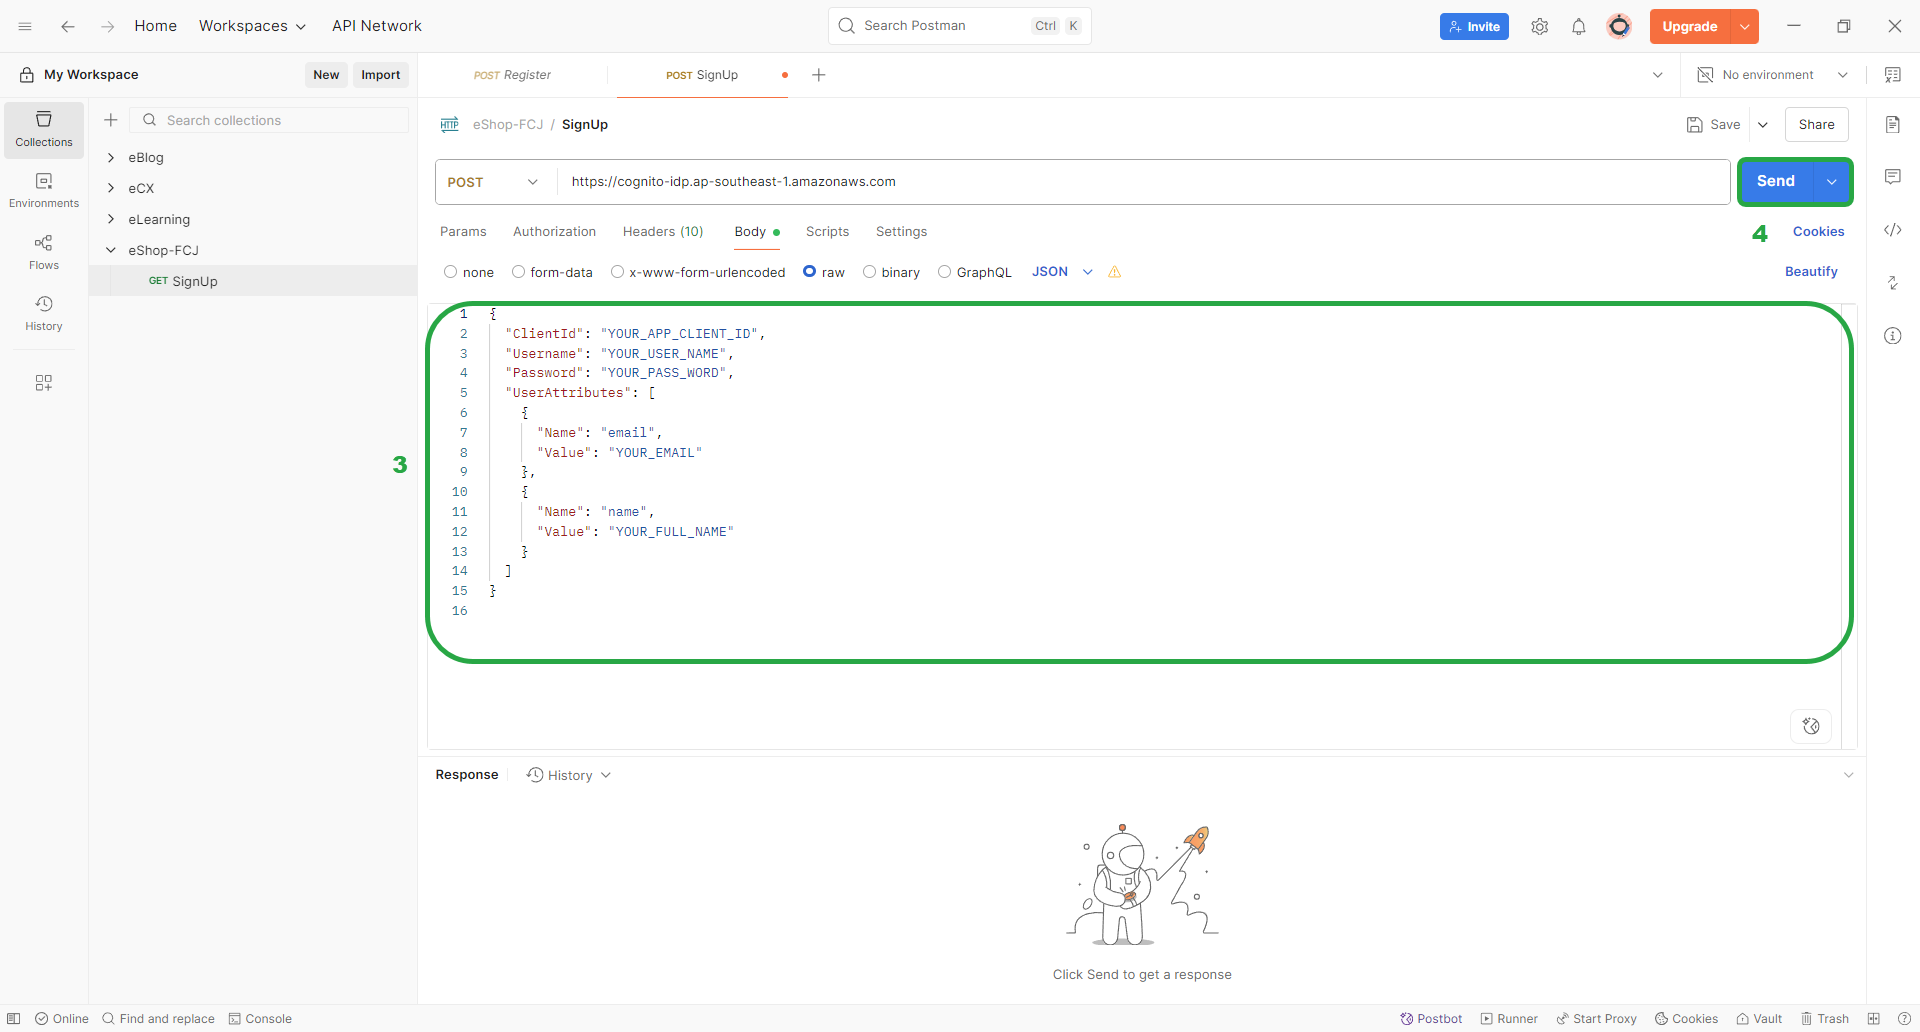 Home Workspaces API Network Search Postman Ctrl K Invite Upgrade
My Workspace New Import POST Register POST SignUp No environment
Collections
Environments
Flows
History
Search collections
eBlog
eCX
eLearning
eShop-FCJ
GET SignUp
HTTP eShop-FCJ / SignUp Save Share
POST https://cognito-idp.ap-southeast-1.amazonaws.com Send
Params Authorization Headers (10) Body Scripts Settings 4 Cookies
none form-data x-www-form-urlencoded raw binary GraphQL JSON Beautify
3
1 {
2 "ClientId": "YOUR_APP_CLIENT_ID",
3 "Username": "YOUR_USER_NAME",
4 "Password": "YOUR_PASS_WORD",
5 "UserAttributes": [
6 {
7 "Name": "email",
8 "Value": "YOUR_EMAIL"
9 },
10 {
11 "Name": "name",
12 "Value": "YOUR_FULL_NAME"
13 }
14 ]
15 }
16
Response History
Click Send to get a response
Online Find and replace Console Postbot Runner Start Proxy Cookies Vault Trash